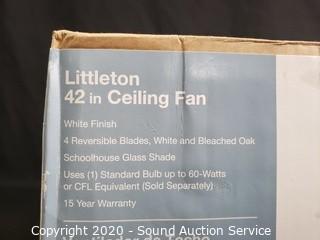 Littleton
42 in Ceiling Fan
White Finish
4 Reversible Blades, White and Bleached Oak
Schoolhouse Glass Shade
Uses (1) Standard Bulb up to 60-Watts
or CFL Equivalent (Sold Separately)
15 Year Warranty
Copyright © 2020 - Sound Auction Service